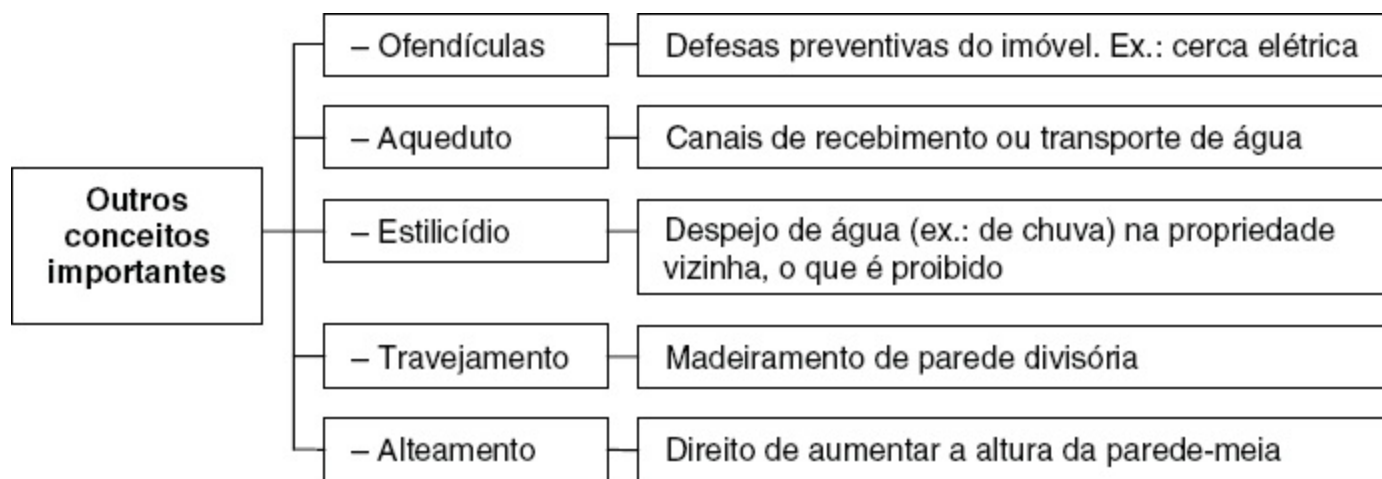 Outros
conceitos
importantes
– Ofendículas
Defesas preventivas do imóvel. Ex.: cerca elétrica
– Aqueduto
Canais de recebimento ou transporte de água
– Estilicídio
Despejo de água (ex.: de chuva) na propriedade
vizinha, o que é proibido
– Travejamento
Madeiramento de parede divisória
– Alteamento
Direito de aumentar a altura da parede-meia